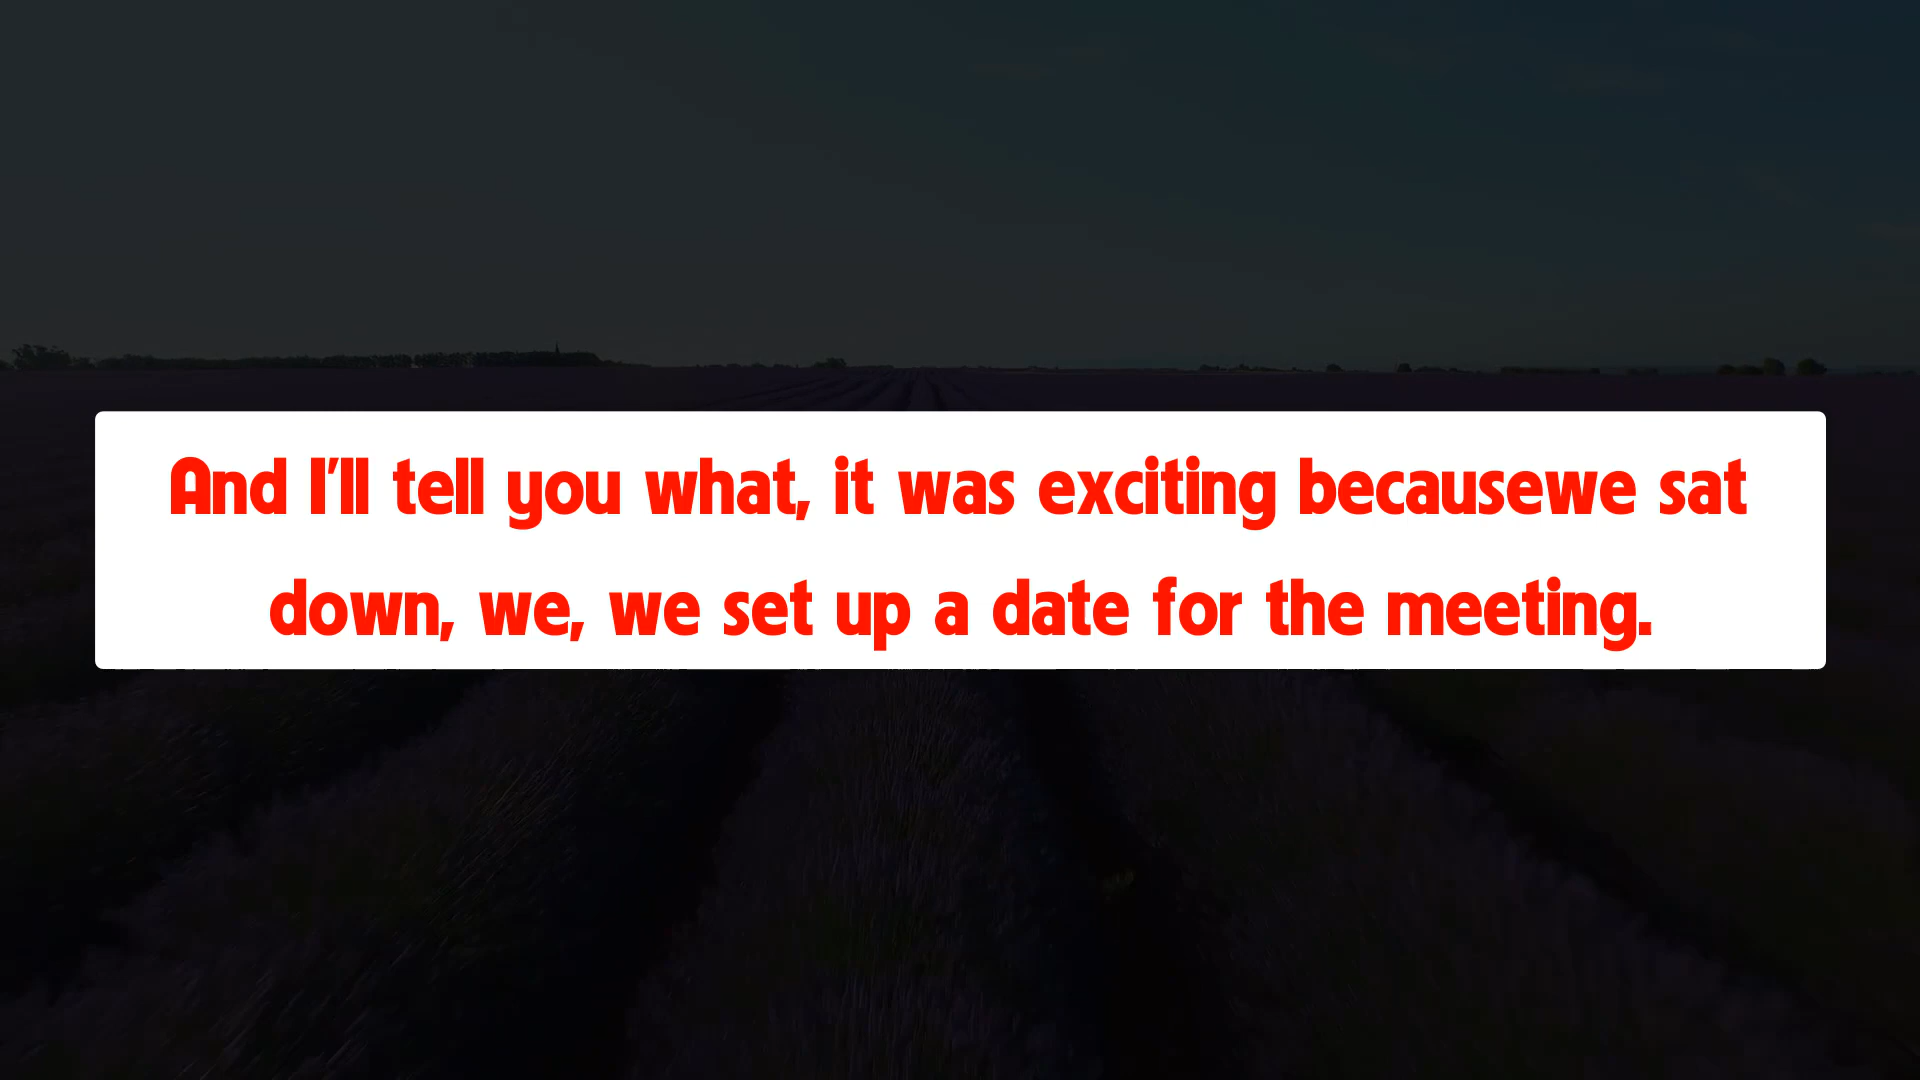 And I'll tell you what, it was exciting becausewe sat
down, we, we set up a date for the meeting.